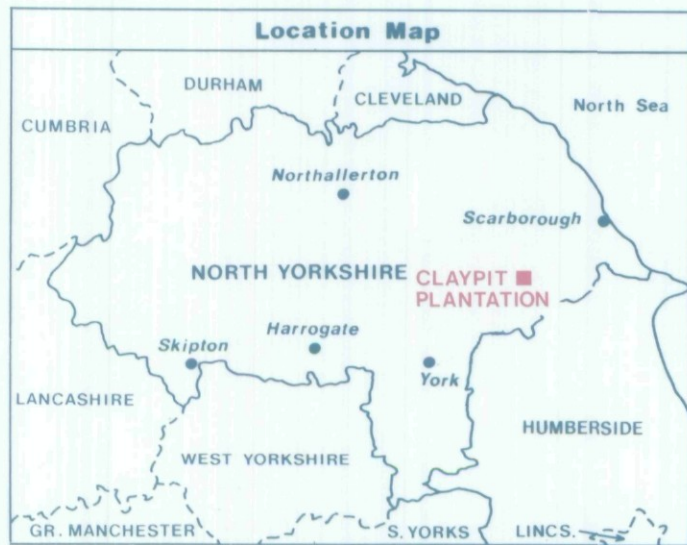 Location Map
DURHAM
CLEVELAND
North Sea
CUMBRIA
Northallerton
Scarborough
NORTH YORKSHIRE
CLAYPIT
PLANTATION
Harrogate
Skipton
York
LANCASHIRE
HUMBERSIDE
WEST YORKSHIRE
GR. MANCHESTER
S. YORKS
LINCS.